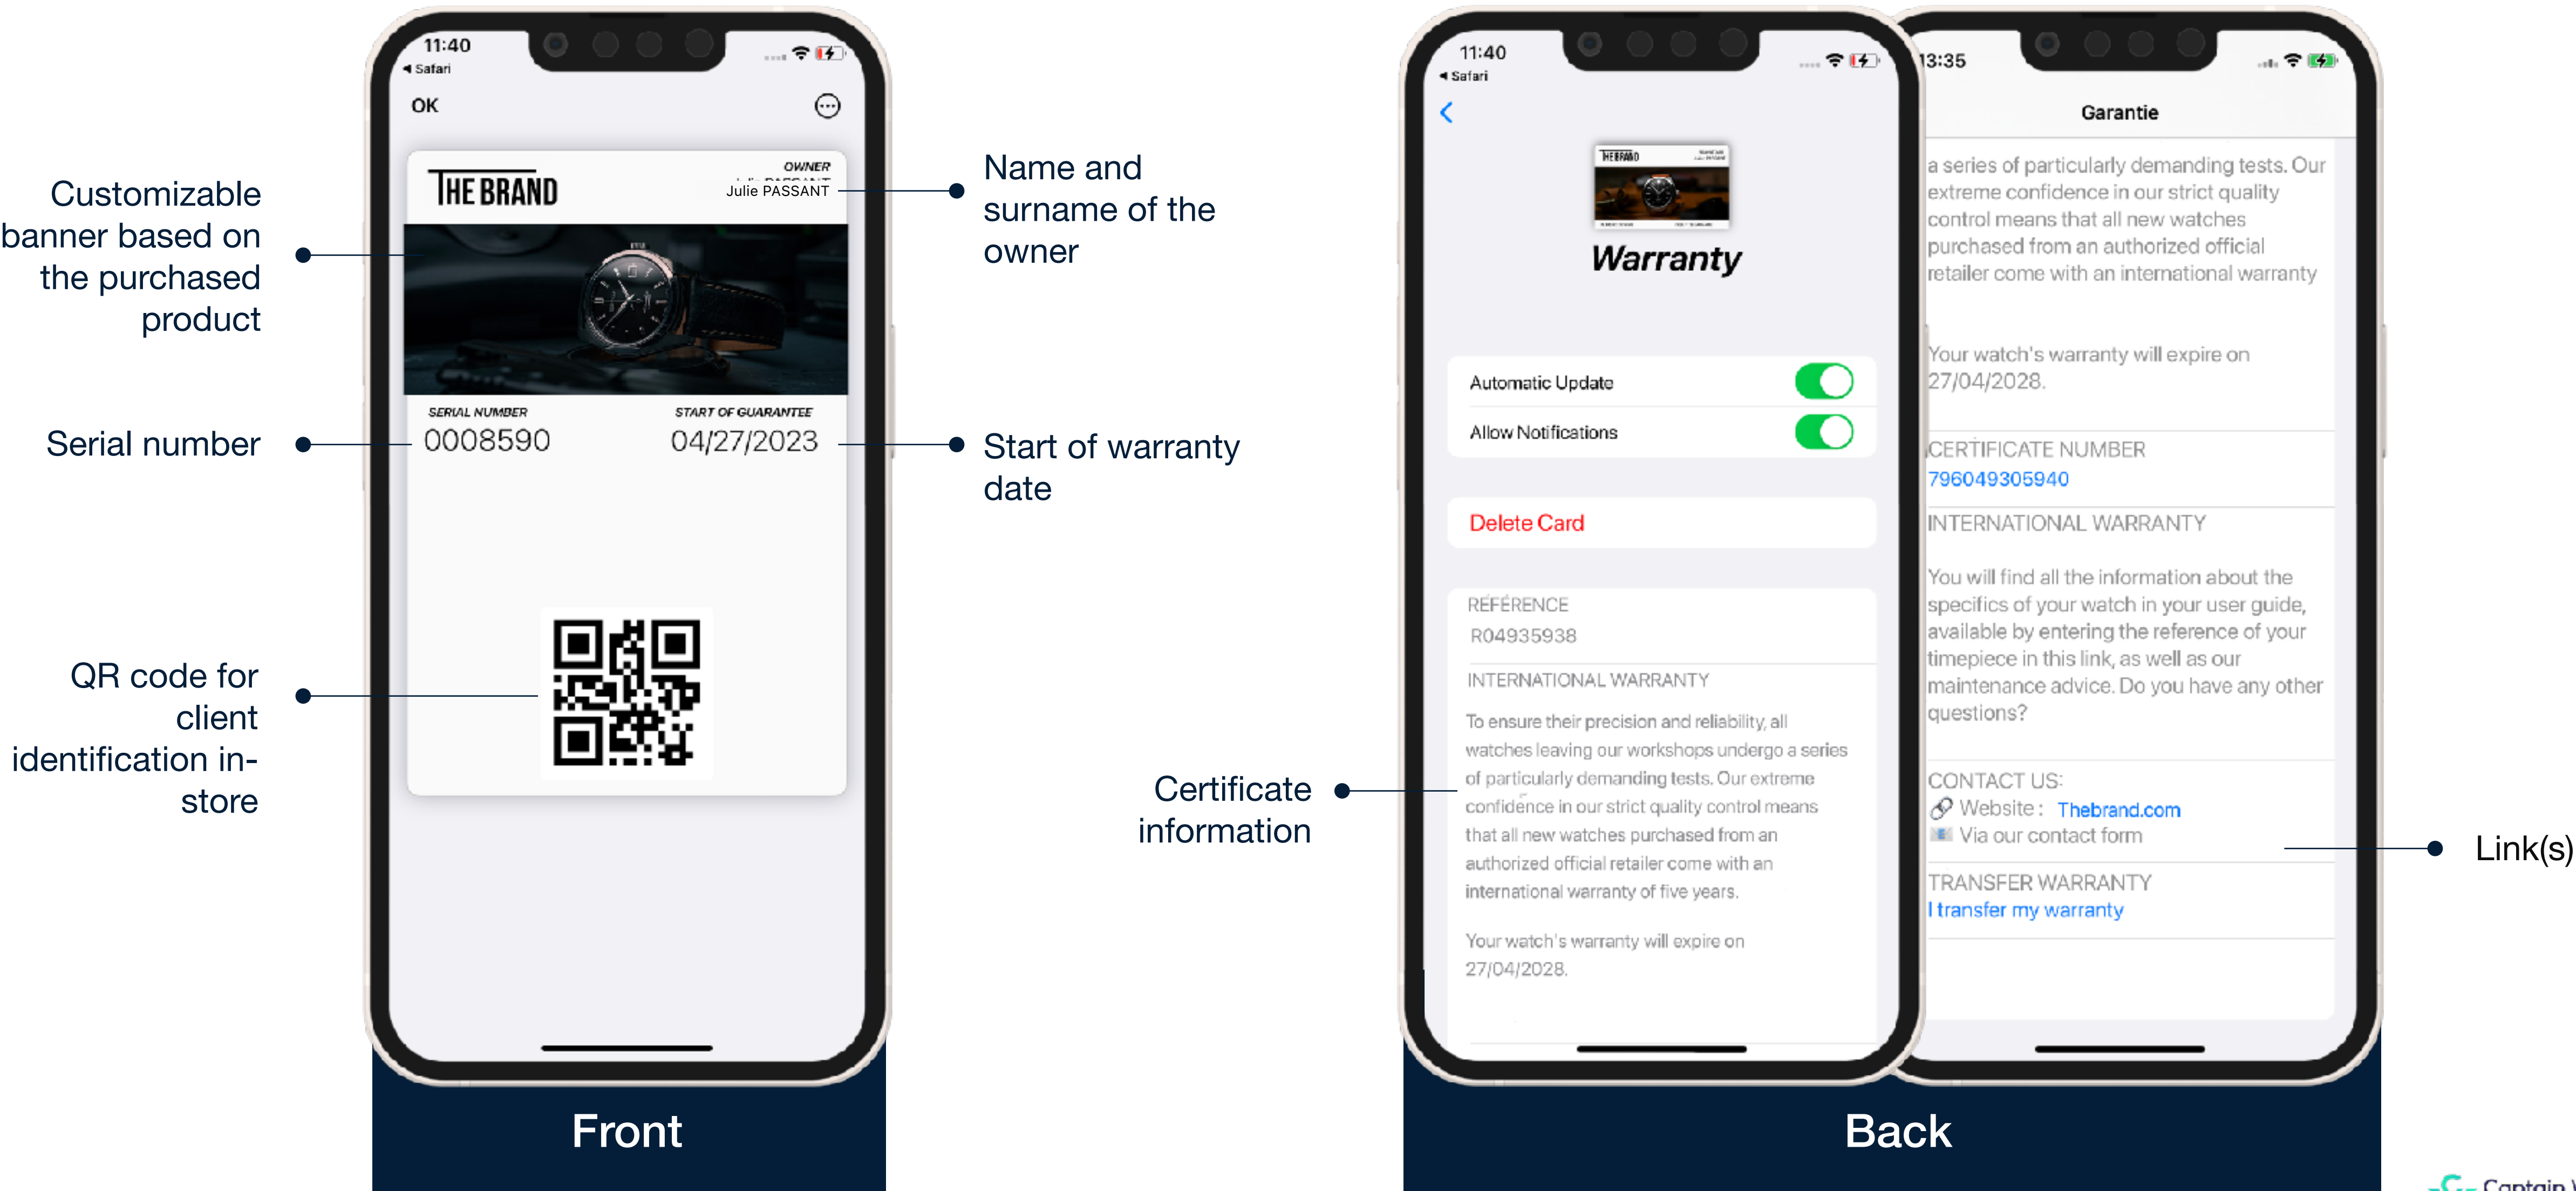 Customizable
banner based on
the purchased
product
Serial number
QR code for
client
identification in-
store
11:40
Safari
OK
THE BRAND
OWNER
Julie PASSANT
SERIAL NUMBER
0008590
START OF GUARANTEE
04/27/2023
Name and
surname of the
owner
Start of warranty
date
Front
Certificate
information
11:40
Safari
THE BRAND
Warranty
Automatic Update
Allow Notifications
Delete Card
RÉFÉRENCE
R04935938
INTERNATIONAL WARRANTY
To ensure their precision and reliability, all
watches leaving our workshops undergo a series
of particularly demanding tests. Our extreme
confidence in our strict quality control means
that all new watches purchased from an
authorized official retailer come with an
international warranty of five years.
Your watch's warranty will expire on
27/04/2028.
13:35
Garantie
a series of particularly demanding tests. Our
extreme confidence in our strict quality
control means that all new watches
purchased from an authorized official
retailer come with an international warranty
Your watch's warranty will expire on
27/04/2028.
CERTIFICATE NUMBER
796049305940
INTERNATIONAL WARRANTY
You will find all the information about the
specifics of your watch in your user guide,
available by entering the reference of your
timepiece in this link, as well as our
maintenance advice. Do you have any other
questions?
CONTACT US:
Website : Thebrand.com
Via our contact form
TRANSFER WARRANTY
I transfer my warranty
Link(s)
Back
Captain